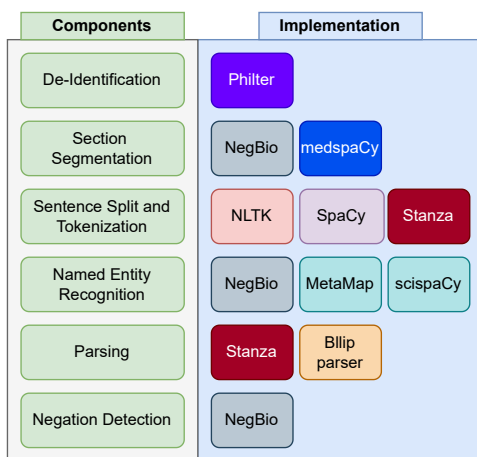 Components
Implementation
De-Identification
Philter
Section
Segmentation
NegBio
medspaCy
Sentence Split and
Tokenization
NLTK
SpaCy
Stanza
Named Entity
Recognition
NegBio
MetaMap
scispaCy
Parsing
Stanza
Bllip
parser
Negation Detection
NegBio